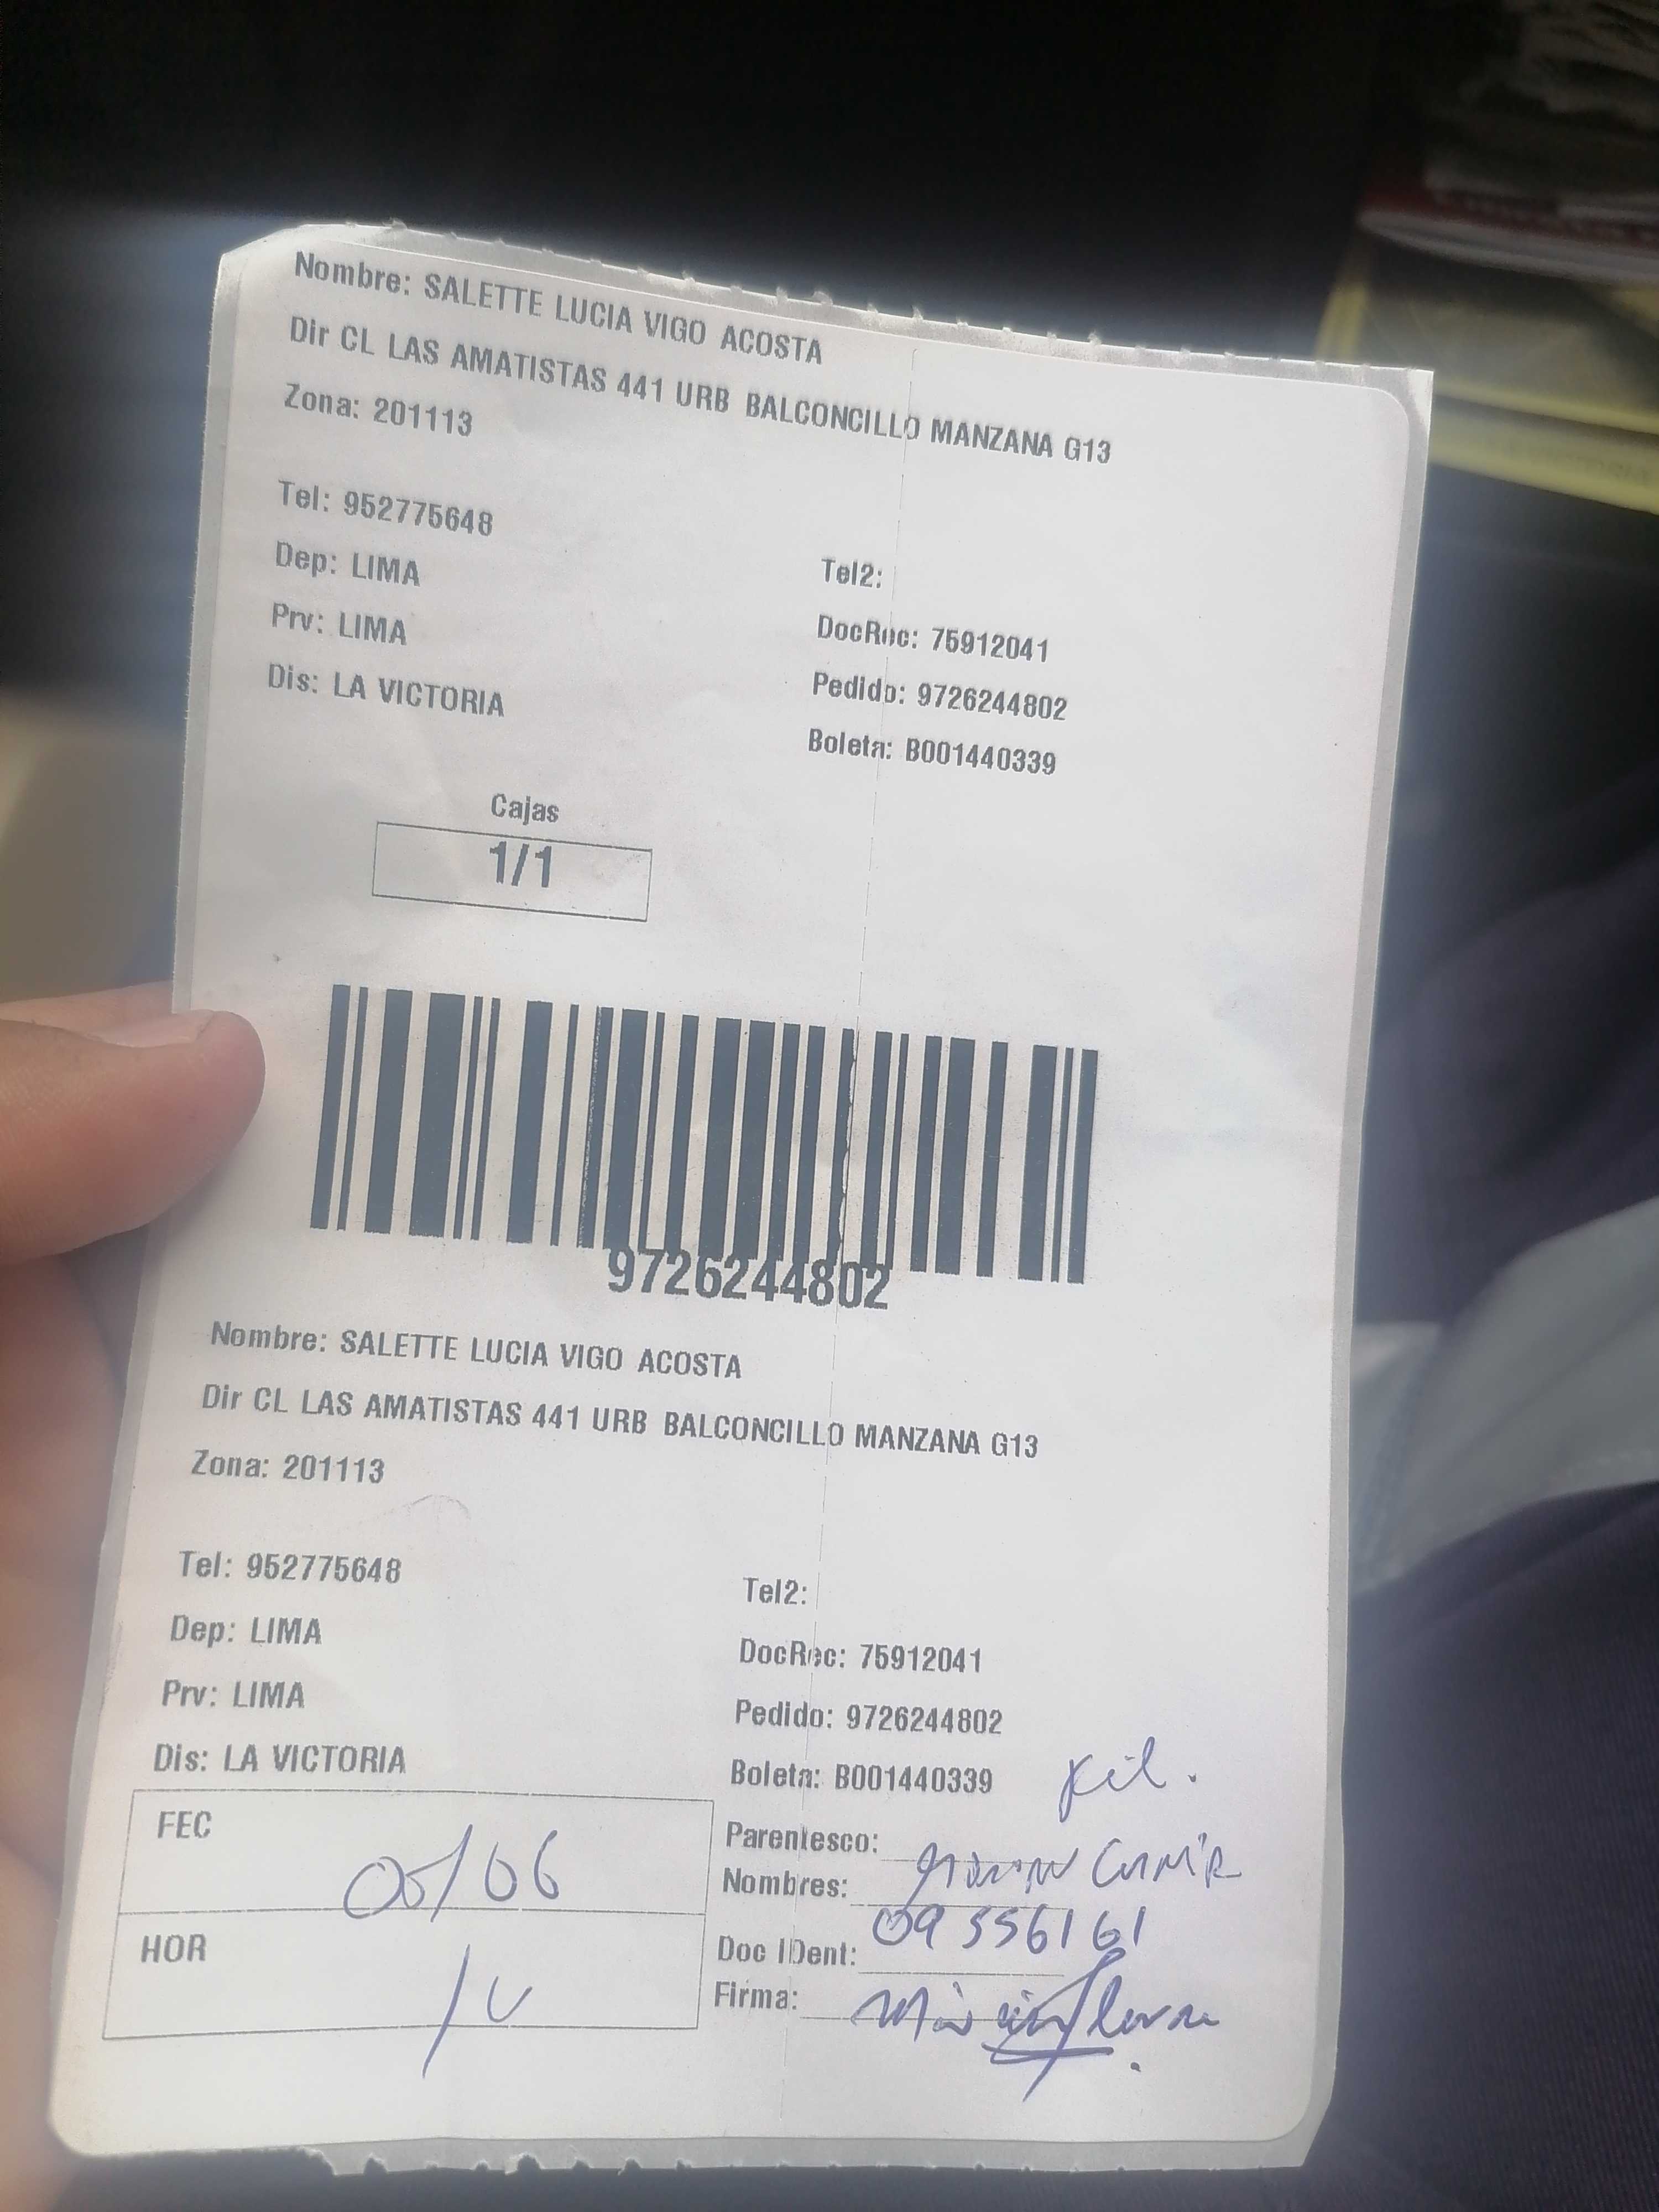 Nombre: SALETTE LUCIA VIGO ACOSTA
Dir CL LAS AMATISTAS 441 URB BALCONCILLO MANZANA G13
Zona: 201113
Tel: 952775648
Tel2:
Dep: LIMA
DocRec: 75912041
Prv: LIMA
Pedido: 9726244802
Dis: LA VICTORIA
Boleta: B001440339
Cajas
1/1
9726244802
Nombre: SALETTE LUCIA VIGO ACOSTA
Dir CL LAS AMATISTAS 441 URB BALCONCILLO MANZANA G13
Zona: 201113
Tel: 952775648
Tel2:
Dep: LIMA
DocRec: 75912041
Prv: LIMA
Pedido: 9726244802
Dis: LA VICTORIA
Boleta: B001440339
FEC 05/06
Parentesco:
Nombres:
HOR
Doc IDent: 09556161
Firma: